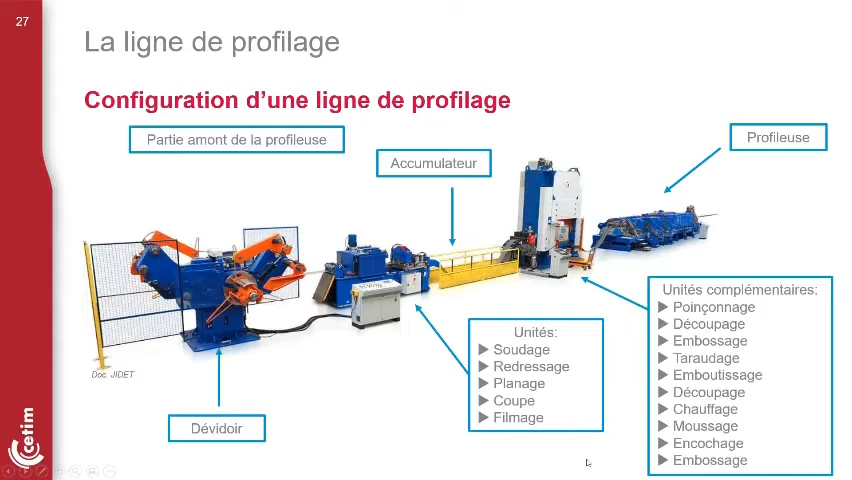 27
La ligne de profilage
Configuration d’une ligne de profilage
Partie amont de la profileuse
Accumulateur
Profileuse
Unités complémentaires:
Poinçonnage
Découpage
Embossage
Taraudage
Emboutissage
Découpage
Chauffage
Moussage
Encochage
Embossage
Unités:
Soudage
Redressage
Planage
Coupe
Filmage
Doc. JIDET
Dévidoir
cetim